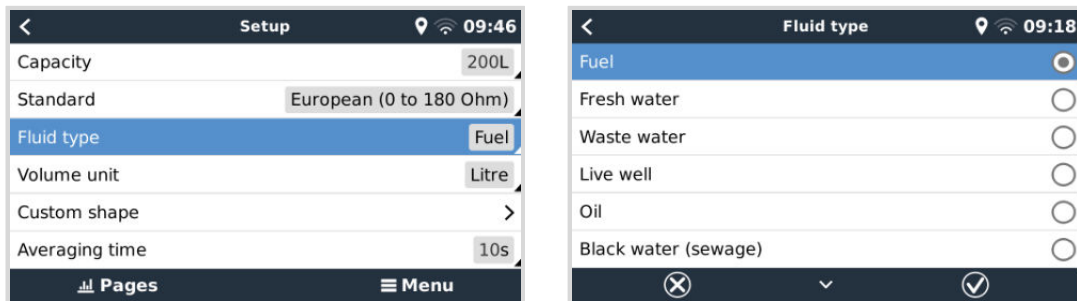 Setup 09:46
Capacity 200L
Standard European (0 to 180 Ohm)
Fluid type Fuel
Volume unit Litre
Custom shape
Averaging time 10s
Pages Menu
Fluid type 09:18
Fuel
Fresh water
Waste water
Live well
Oil
Black water (sewage)